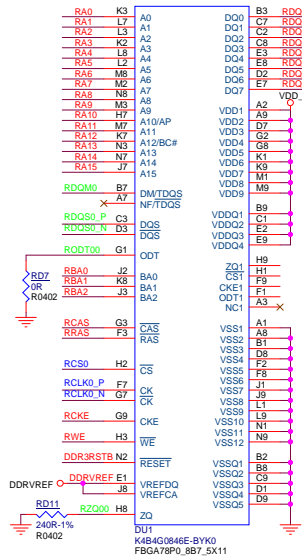 RA0 K3 A0
RA1 L7 A1
RA2 L3 A2
RA3 K2 A3
RA4 L8 A4
RA5 L2 A5
RA6 M8 A6
RA7 M2 A7
RA8 N8 A8
RA9 M3 A9
RA10 H7 A10/AP
RA11 M7 A11
RA12 K7 A12/BC#
RA13 N3 A13
RA14 N7 A14
RA15 J7 A15
RDQM0 B7 DM/TDQS
A7 NF/TDQS
RDQS0_P C3 DQS
RDQS0_N D3 DQS
RODT00 G1 ODT
RD7
0R
R0402
RBA0 J2 BA0
RBA1 K8 BA1
RBA2 J3 BA2
RCAS G3 CAS
RRAS F3 RAS
RCS0 H2 CS
RCLK0_P F7 CK
RCLK0_N G7 CK
RCKE G9 CKE
RWE H3 WE
DDR3RSTB N2 RESET
DDRVREF DDRVREF E1 VREFDQ
J8 VREFCA
RD11 RZQ00 H8 ZQ
240R-1%
R0402
DQ0 B3 RDQ
DQ1 C7 RDQ
DQ2 C2 RDQ
DQ3 C8 RDQ
DQ4 E3 RDQ
DQ5 E8 RDQ
DQ6 D2 RDQ
DQ7 E7 RDQ
VDD_
VDD1 A2
VDD2 A9
VDD3 D7
VDD4 G2
VDD5 G8
VDD6 K1
VDD7 K9
VDD8 M1
VDD9 M9
VDDQ1 B9
VDDQ2 C1
VDDQ3 E2
VDDQ4 E9
ZQ1 H9
CS1 H1
CKE1 F9
ODT1 F1
NC1 A3
VSS1 A1
VSS2 A8
VSS3 B1
VSS4 D8
VSS5 F2
VSS6 F8
VSS7 J1
VSS8 J9
VSS9 L1
VSS10 L9
VSS11 N1
VSS12 N9
VSSQ1 B2
VSSQ2 B8
VSSQ3 C9
VSSQ4 D1
VSSQ5 D9
DU1
K4B4G0846E-BYK0
FBGA78P0_8B7_5X11